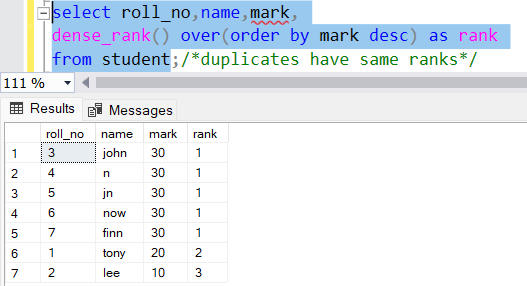 select roll_no,name,mark,
dense_rank() over(order by mark desc) as rank
from student;/*duplicates have same ranks*/
111 %
Results Messages
roll_no name mark rank
1 3 john 30 1
2 4 n 30 1
3 5 jn 30 1
4 6 now 30 1
5 7 finn 30 1
6 1 tony 20 2
7 2 lee 10 3